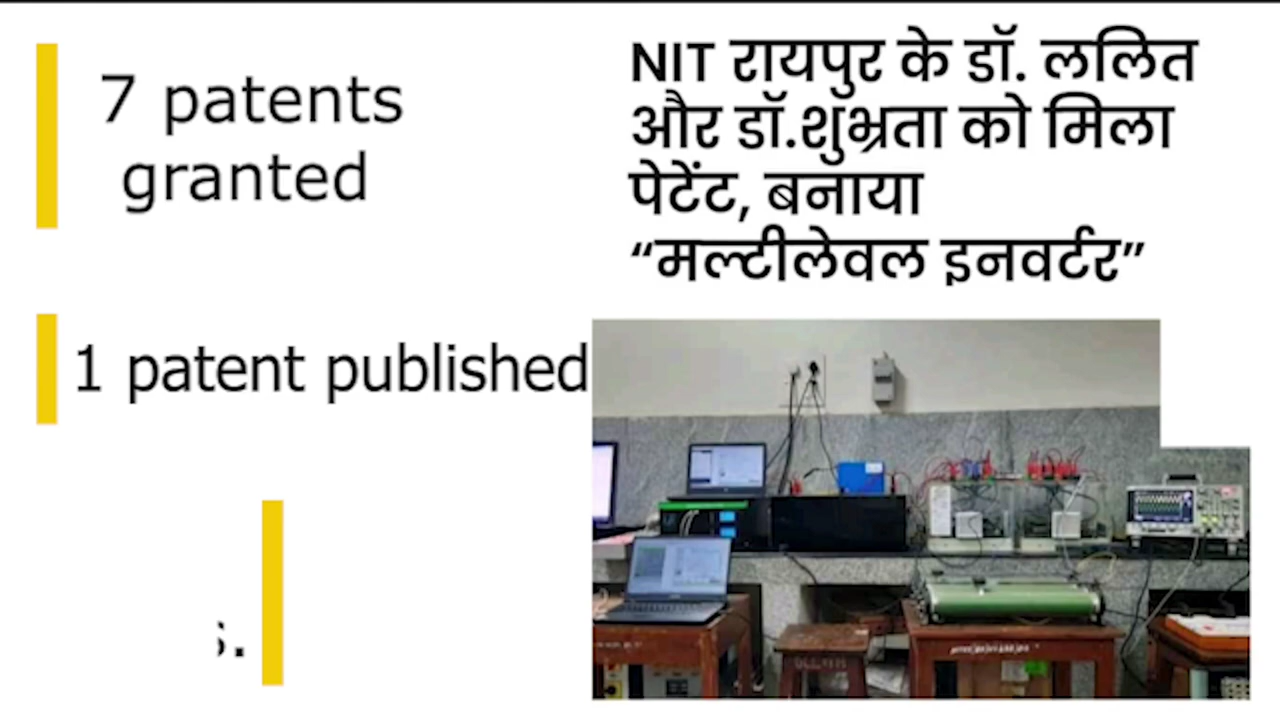 7 patents
granted
1 patent published
s.
NIT रायपुर के डॉ. ललित
और डॉ.शुभ्रता को मिला
पेटेंट, बनाया
“मल्टीलेवल इनवर्टर”